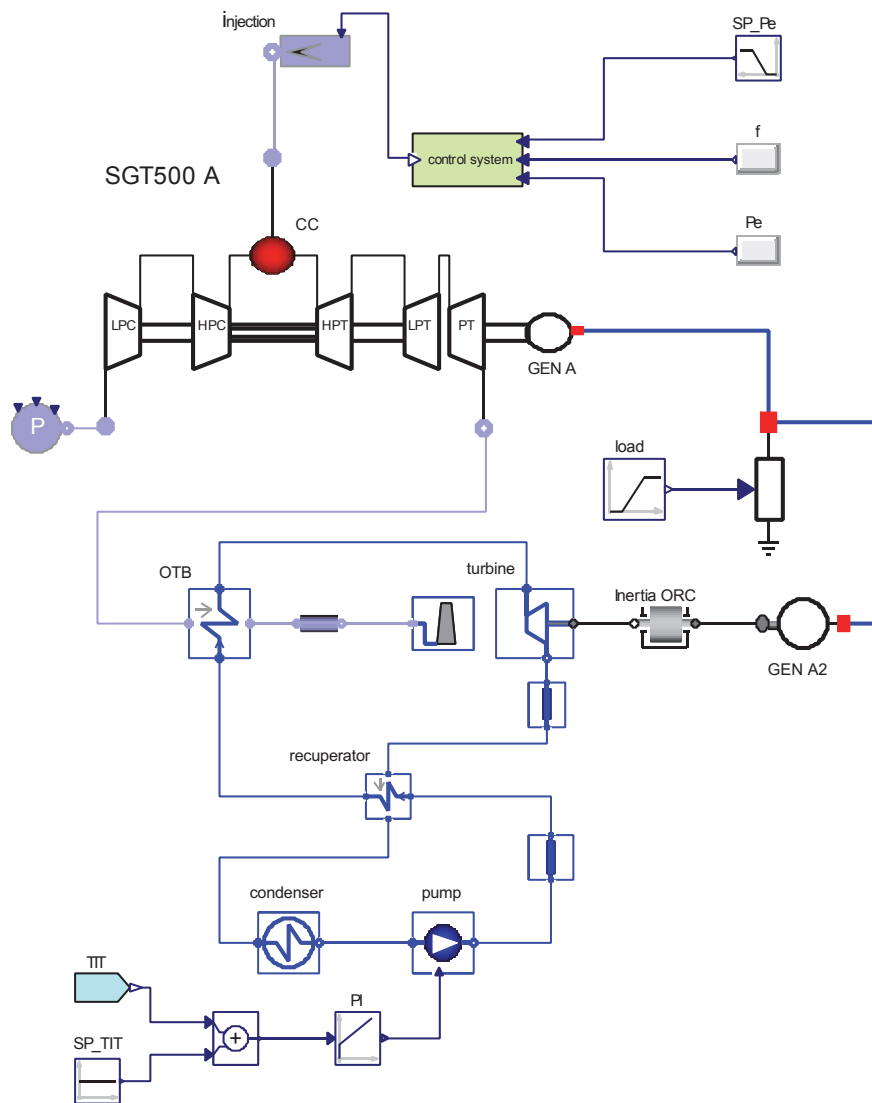 Injection
SP_Pe
f
control system
SGT500 A
Pe
CC
LPC
HPC
HPT
LPT
PT
GEN A
P
load
OTB
turbine
Inertia ORC
GEN A2
recuperator
condenser
pump
TIT
PI
+
SP_TIT